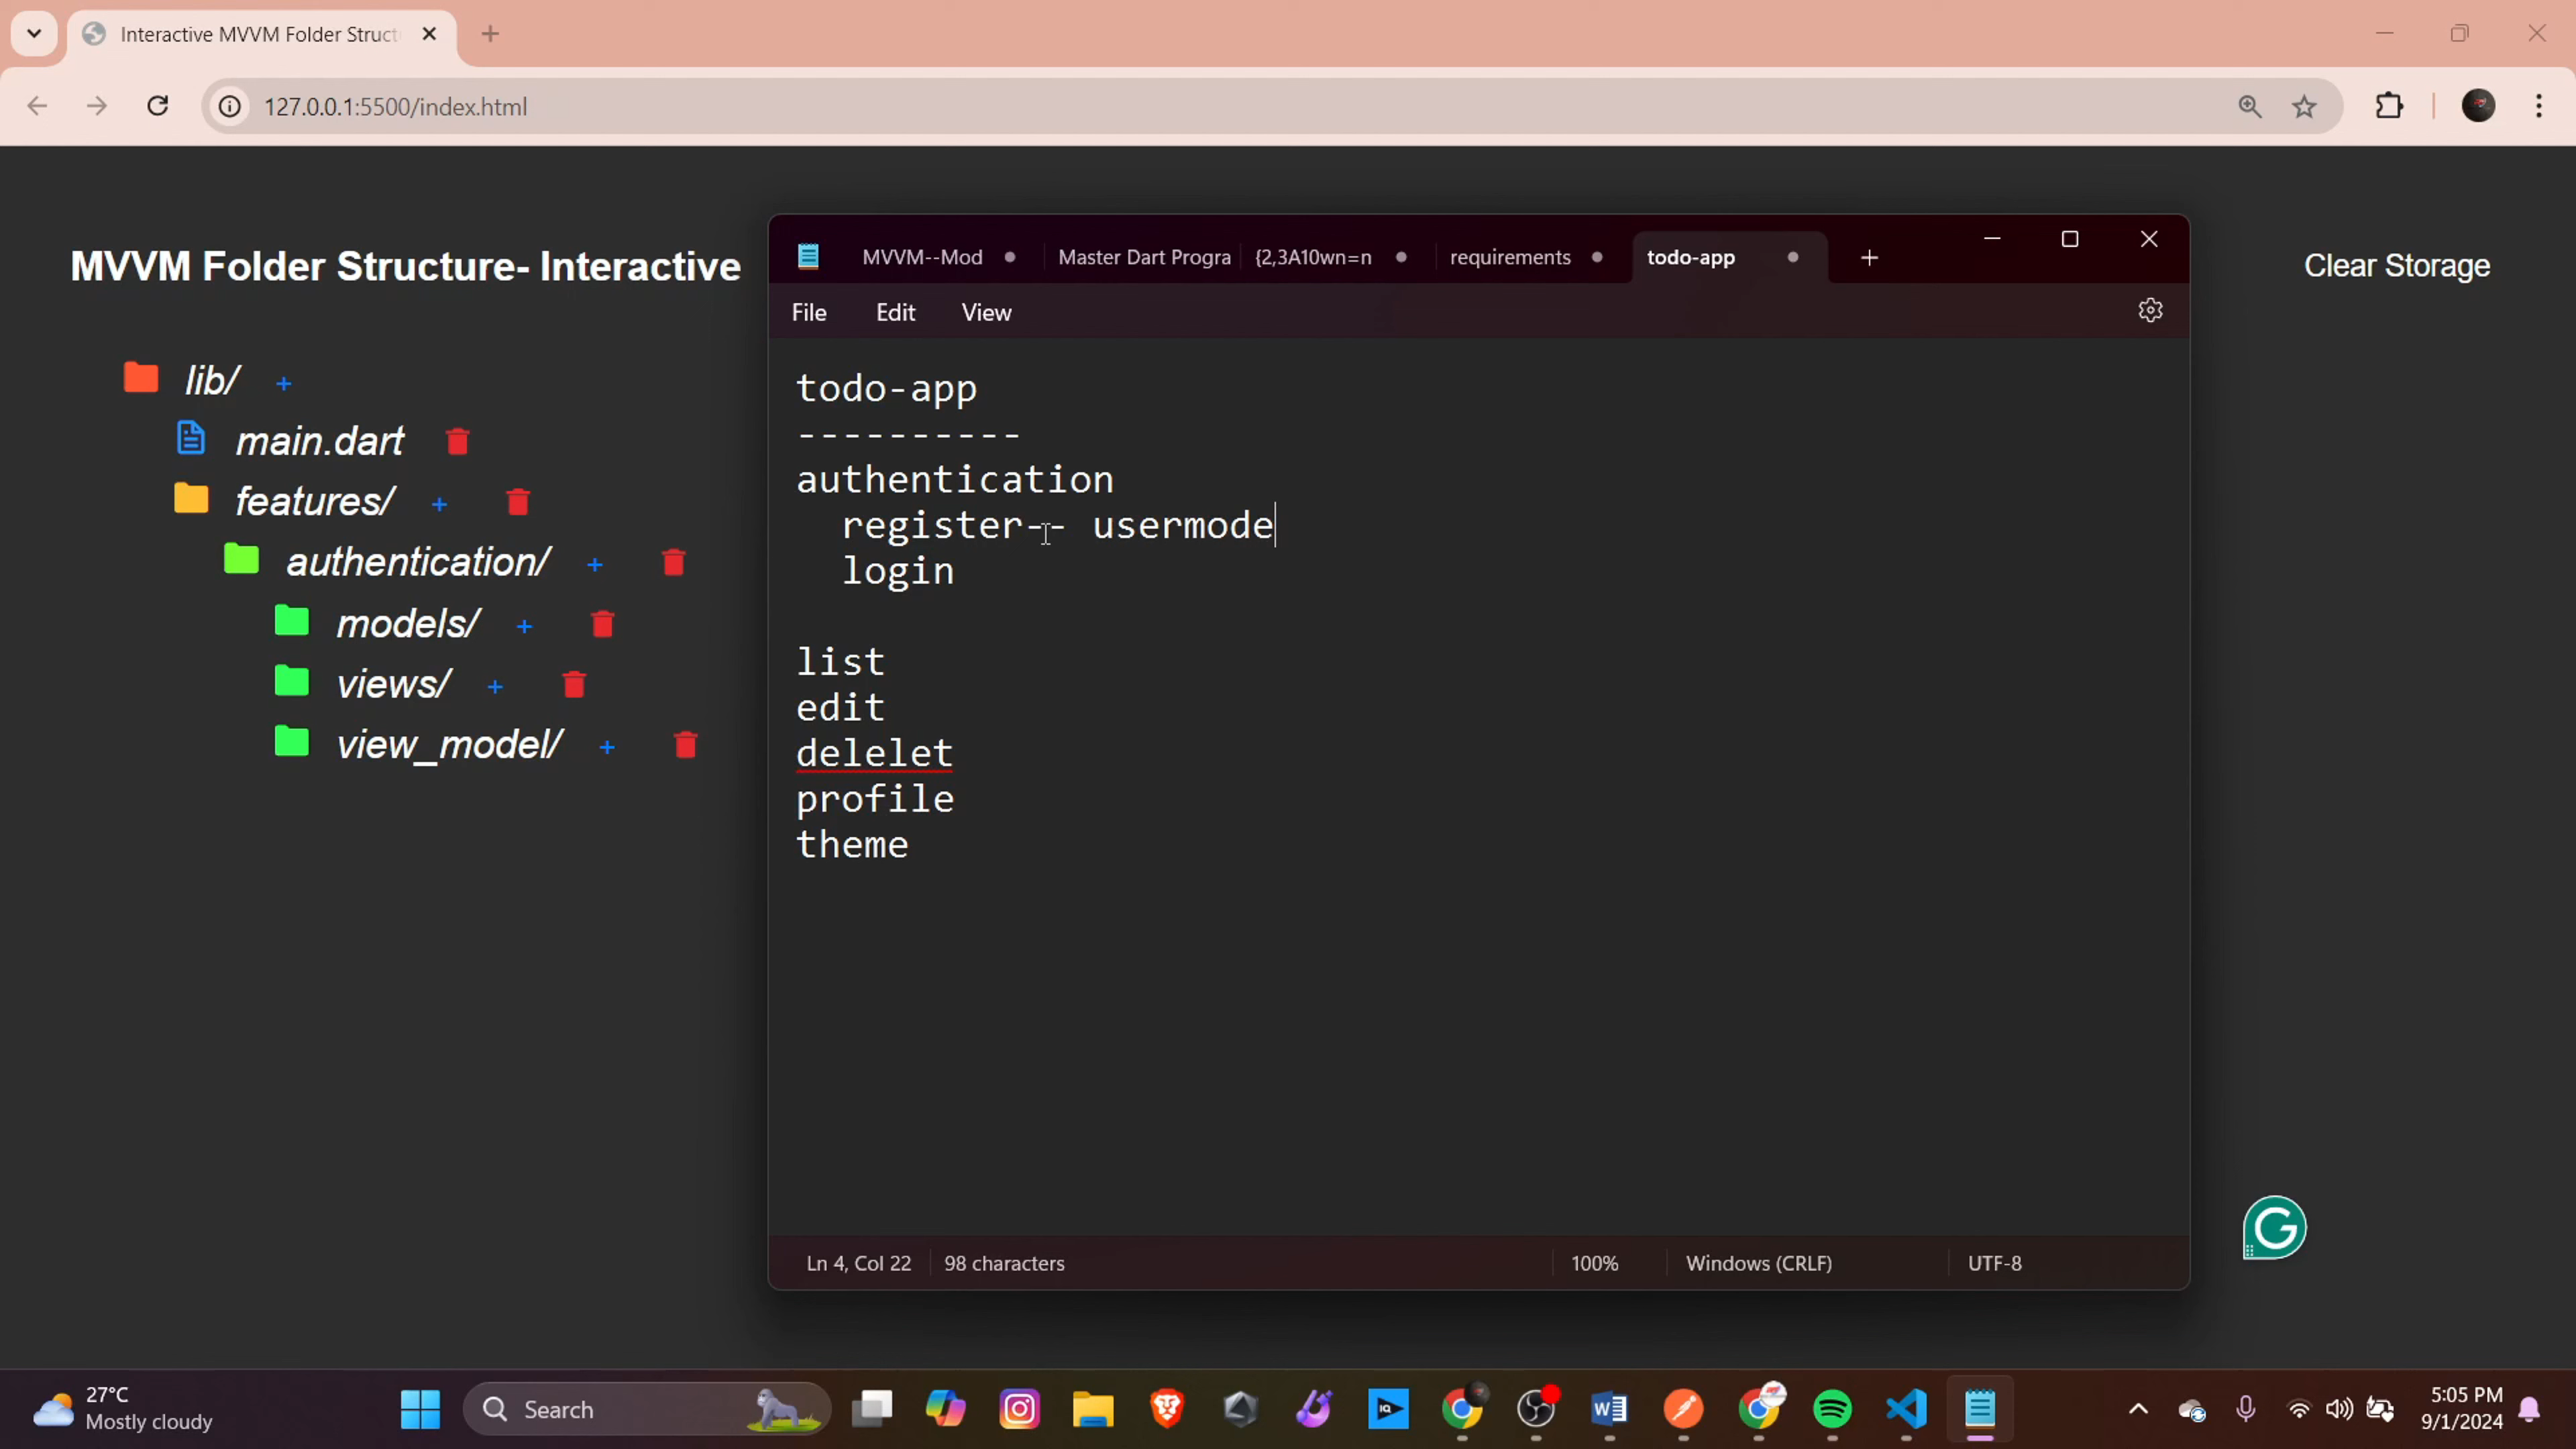 Interactive MVVM Folder Struct
127.0.0.1:5500/index.html
MVVM Folder Structure- Interactive
Clear Storage
lib/ +
main.dart
features/ +
authentication/ +
models/ +
views/ +
view_model/ +
MVVM--Mod
Master Dart Progra
{2,3A10wn=n
requirements
todo-app
File Edit View
todo-app
----------
authentication
register-- usermode
login
list
edit
delelet
profile
theme
Ln 4, Col 22
98 characters
100%
Windows (CRLF)
UTF-8
27°C
Mostly cloudy
Search
5:05 PM
9/1/2024